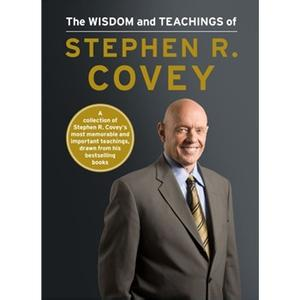 The WISDOM and TEACHINGS of
STEPHEN R.
COVEY
A
collection of
Stephen R. Covey's
most memorable and
important teachings,
drawn from his
bestselling
books